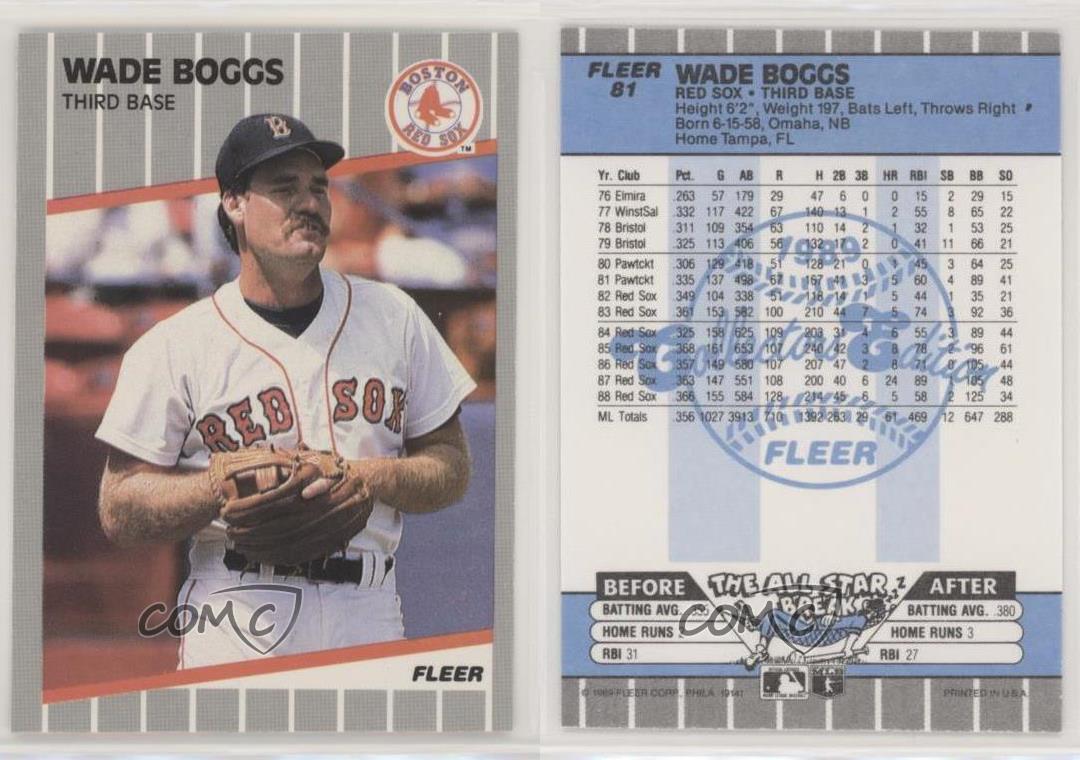 WADE BOGGS
THIRD BASE
BOSTON
RED SOX
TM
B
RED SOX
COMC
FLEER
FLEER
81
WADE BOGGS
RED SOX • THIRD BASE
Height 6'2", Weight 197, Bats Left, Throws Right
Born 6-15-58, Omaha, NB
Home Tampa, FL
Yr. Club Pct. G AB R H 2B 3B HR RBI SB BB SO
76 Elmira .263 57 179 29 47 6 0 0 15 2 29 15
77 WinstSal .332 117 422 67 140 13 1 2 55 8 65 22
78 Bristol .311 109 354 63 110 14 2 1 32 1 53 25
79 Bristol .325 113 406 56 132 17 2 0 41 11 66 21
80 Pawtckt .306 129 418 51 128 21 0 1 45 3 64 25
81 Pawtckt .335 137 498 67 167 41 3 5 60 4 89 41
82 Red Sox .349 104 338 51 118 14 1 5 44 1 35 21
83 Red Sox .361 153 582 100 210 44 7 5 74 3 92 36
84 Red Sox .325 158 625 109 203 31 4 6 55 3 89 44
85 Red Sox .368 161 653 107 240 42 3 8 78 2 96 61
86 Red Sox .357 149 580 107 207 47 2 8 71 0 105 44
87 Red Sox .363 147 551 108 200 40 6 24 89 1 105 48
88 Red Sox .366 155 584 128 214 45 6 5 58 2 125 34
ML Totals .356 1027 3913 710 1392 263 29 61 469 12 647 288
1989
Collectors' Edition
FLEER
BEFORE THE ALL STAR BREAK AFTER
BATTING AVG. BATTING AVG. .380
HOME RUNS 2 HOME RUNS 3
RBI 31 RBI 27
COMC
© 1989 FLEER CORP., PHILA. 19141 PRINTED IN U.S.A.